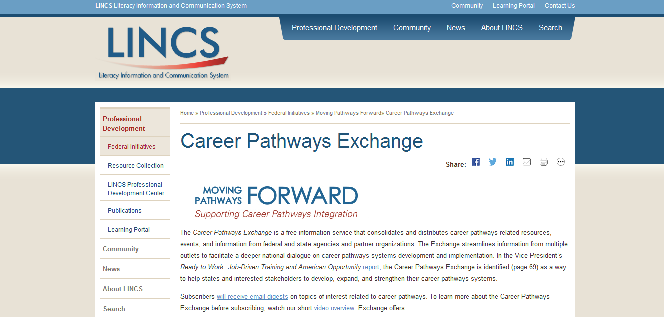 LINCS Literacy Information and Communication System
Community Learning Portal Contact Us
Professional Development Community News About LINCS Search
LINCS
Literacy Information and Communication System
Home » Professional Development » Federal Initiatives » Moving Pathways Forward» Career Pathways Exchange
Professional
Development
Federal Initiatives
Resource Collection
LINCS Professional
Development Center
Publications
Learning Portal
Community
News
About LINCS
Search
Career Pathways Exchange
Share:
MOVING
PATHWAYS FORWARD
Supporting Career Pathways Integration
The Career Pathways Exchange is a free information service that consolidates and distributes career pathways-related resources,
events, and information from federal and state agencies and partner organizations. The Exchange streamlines information from multiple
outlets to facilitate a deeper national dialogue on career pathways systems development and implementation. In the Vice President's
Ready to Work: Job-Driven Training and American Opportunity report, the Career Pathways Exchange is identified (page 69) as a way
to help states and interested stakeholders to develop, expand, and strengthen their career pathways systems.
Subscribers will receive email digests on topics of interest related to career pathways. To learn more about the Career Pathways
Exchange before subscribing, watch our short video overview. Exchange offers: